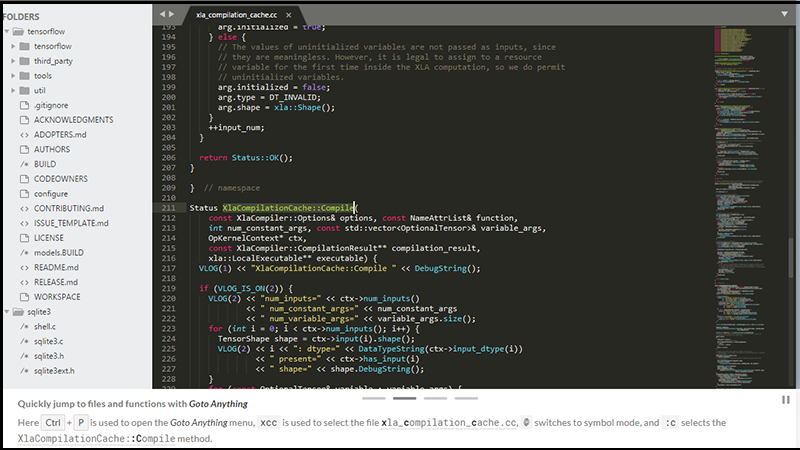 FOLDERS
tensorflow
tensorflow
third_party
tools
util
.gitignore
ACKNOWLEDGMENTS
ADOPTERS.md
AUTHORS
BUILD
CODEOWNERS
configure
CONTRIBUTING.md
ISSUE_TEMPLATE.md
LICENSE
models.BUILD
README.md
RELEASE.md
WORKSPACE
sqlite3
shell.c
sqlite3.c
sqlite3.h
sqlite3ext.h
xla_compilation_cache.cc
193 arg.initialized = true;
194 } else {
195 // The values of uninitialized variables are not passed as inputs, since
196 // they are meaningless. However, it is legal to assign to a resource
197 // variable for the first time inside the XLA computation, so we do permit
198 // uninitialized variables.
199 arg.initialized = false;
200 arg.type = DT_INVALID;
201 arg.shape = xla::Shape();
202 }
203 ++input_num;
204 }
205
206 return Status::OK();
207 }
208
209 } // namespace
210
211 Status XlaCompilationCache::Compile(
212 const XlaCompiler::Options& options, const NameAttrList& function,
213 int num_constant_args, const std::vector<OptionalTensor>& variable_args,
214 OpKernelContext* ctx,
215 const XlaCompiler::CompilationResult** compilation_result,
216 xla::LocalExecutable** executable) {
217 VLOG(1) << "XlaCompilationCache::Compile " << DebugString();
218
219 if (VLOG_IS_ON(2)) {
220 VLOG(2) << "num_inputs=" << ctx->num_inputs()
221 << " num_constant_args=" << num_constant_args
222 << " num_variable_args=" << variable_args.size();
223 for (int i = 0; i < ctx->num_inputs(); i++) {
224 TensorShape shape = ctx->input(i).shape();
225 VLOG(2) << i << ": dtype=" << DataTypeString(ctx->input_dtype(i))
226 << " present=" << ctx->has_input(i)
227 << " shape=" << shape.DebugString();
228 }
229 for (const OptionalTensor& variable : variable_args) {
Quickly jump to files and functions with Goto Anything
Here Ctrl + P is used to open the Goto Anything menu, xcc is used to select the file xla_compilation_cache.cc, @ switches to symbol mode, and :c selects the
XlaCompilationCache::Compile method.